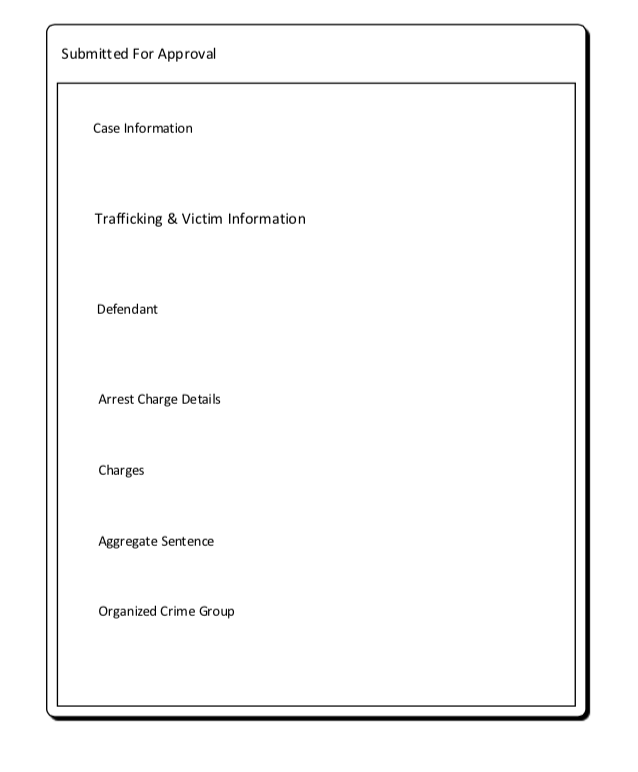 Submitted For Approval
Case Information
Trafficking & Victim Information
Defendant
Arrest Charge Details
Charges
Aggregate Sentence
Organized Crime Group